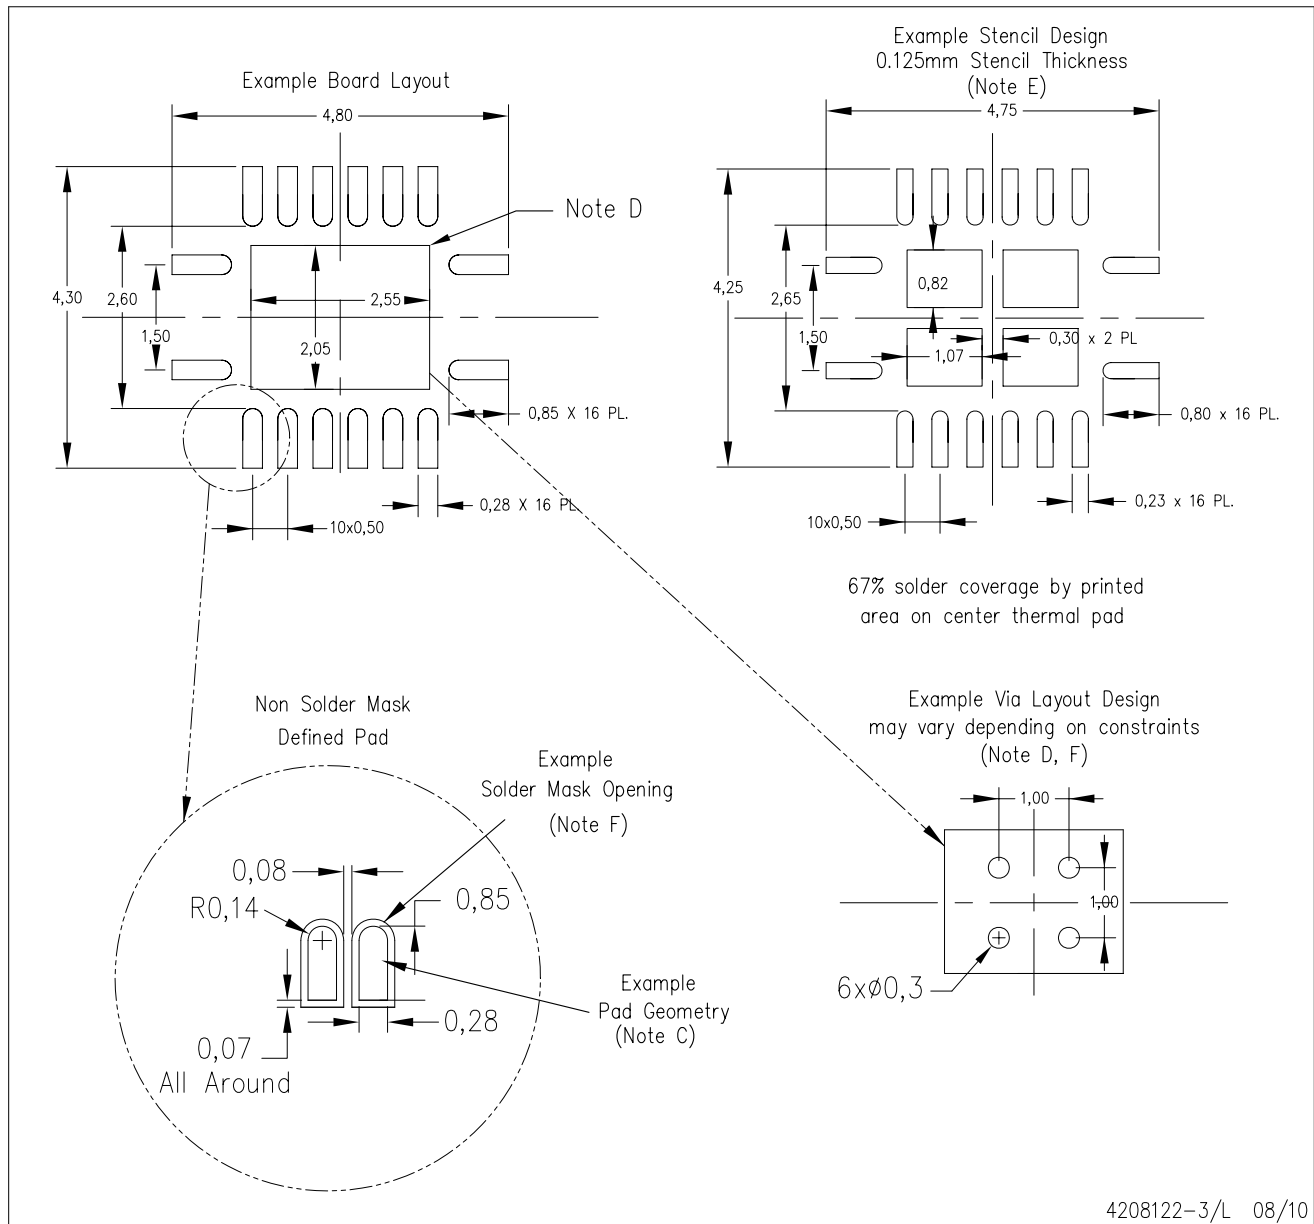 Example Board Layout
4,80
4,30
2,60
1,50
2,55
2,05
Note D
0,85 X 16 PL.
0,28 X 16 PL
10x0,50
Example Stencil Design
0.125mm Stencil Thickness
(Note E)
4,75
4,25
2,65
1,50
0,82
1,07
0,30 x 2 PL
0,80 x 16 PL.
0,23 x 16 PL.
10x0,50
67% solder coverage by printed
area on center thermal pad
Non Solder Mask
Defined Pad
Example
Solder Mask Opening
(Note F)
0,08
R0,14
0,85
Example
Pad Geometry
(Note C)
0,28
0,07
All Around
Example Via Layout Design
may vary depending on constraints
(Note D, F)
1,00
1,00
6xø0,3
4208122-3/L 08/10